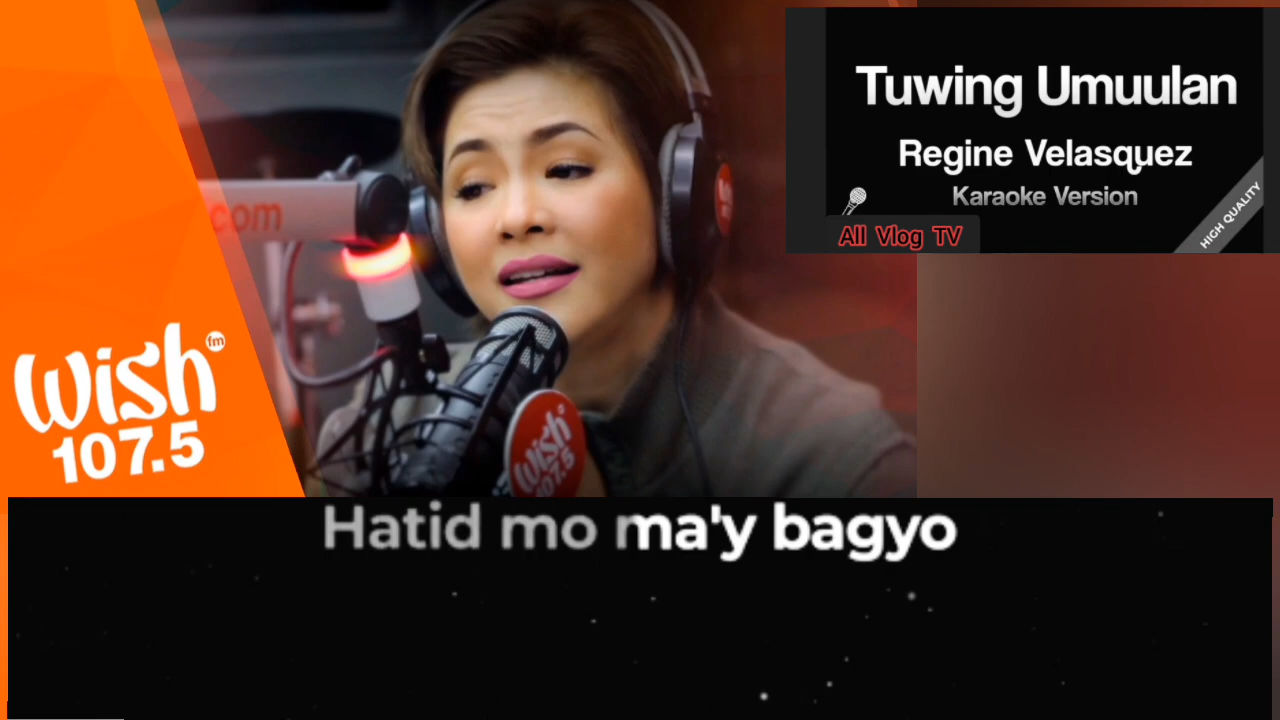 Tuwing Umuulan
Regine Velasquez
Karaoke Version
HIGH QUALITY
All Vlog TV
.com
wish fm
107.5
wish
107.5
Hatid mo ma'y bagyo